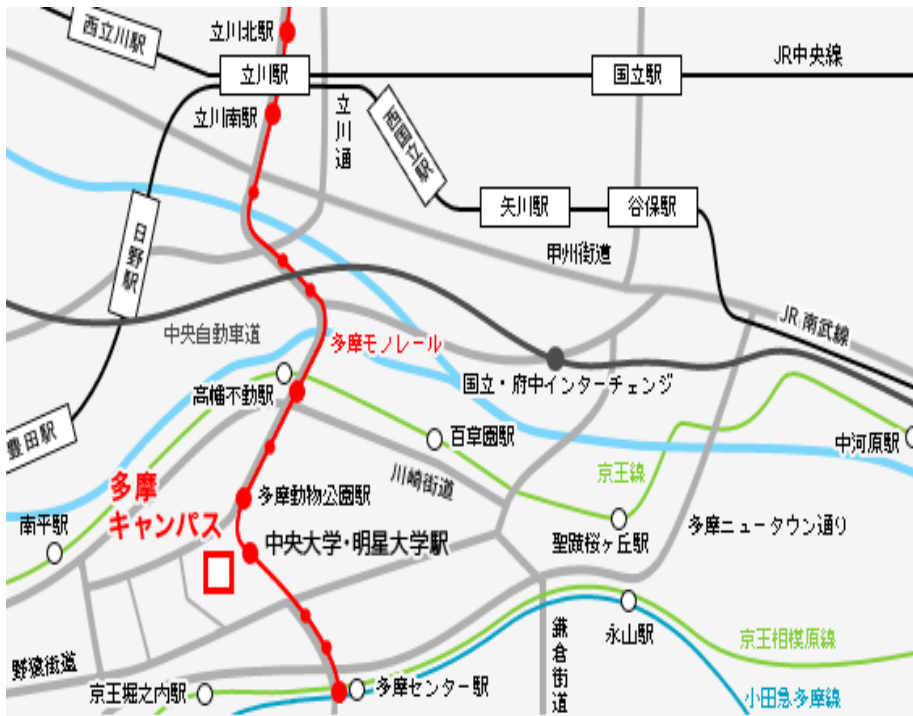 立川北駅
西立川駅
立川駅
国立駅
JR中央線
立川南駅
立川通
西国立駅
矢川駅
谷保駅
日野駅
甲州街道
中央自動車道
多摩モノレール
JR南武線
国立・府中インターチェンジ
高幡不動駅
百草園駅
中河原駅
豊田駅
川崎街道
京王線
多摩
キャンパス
多摩動物公園駅
南平駅
中央大学・明星大学駅
聖蹟桜ヶ丘駅
多摩ニュータウン通り
野猿街道
鎌倉街道
永山駅
京王相模原線
京王堀之内駅
多摩センター駅
小田急多摩線